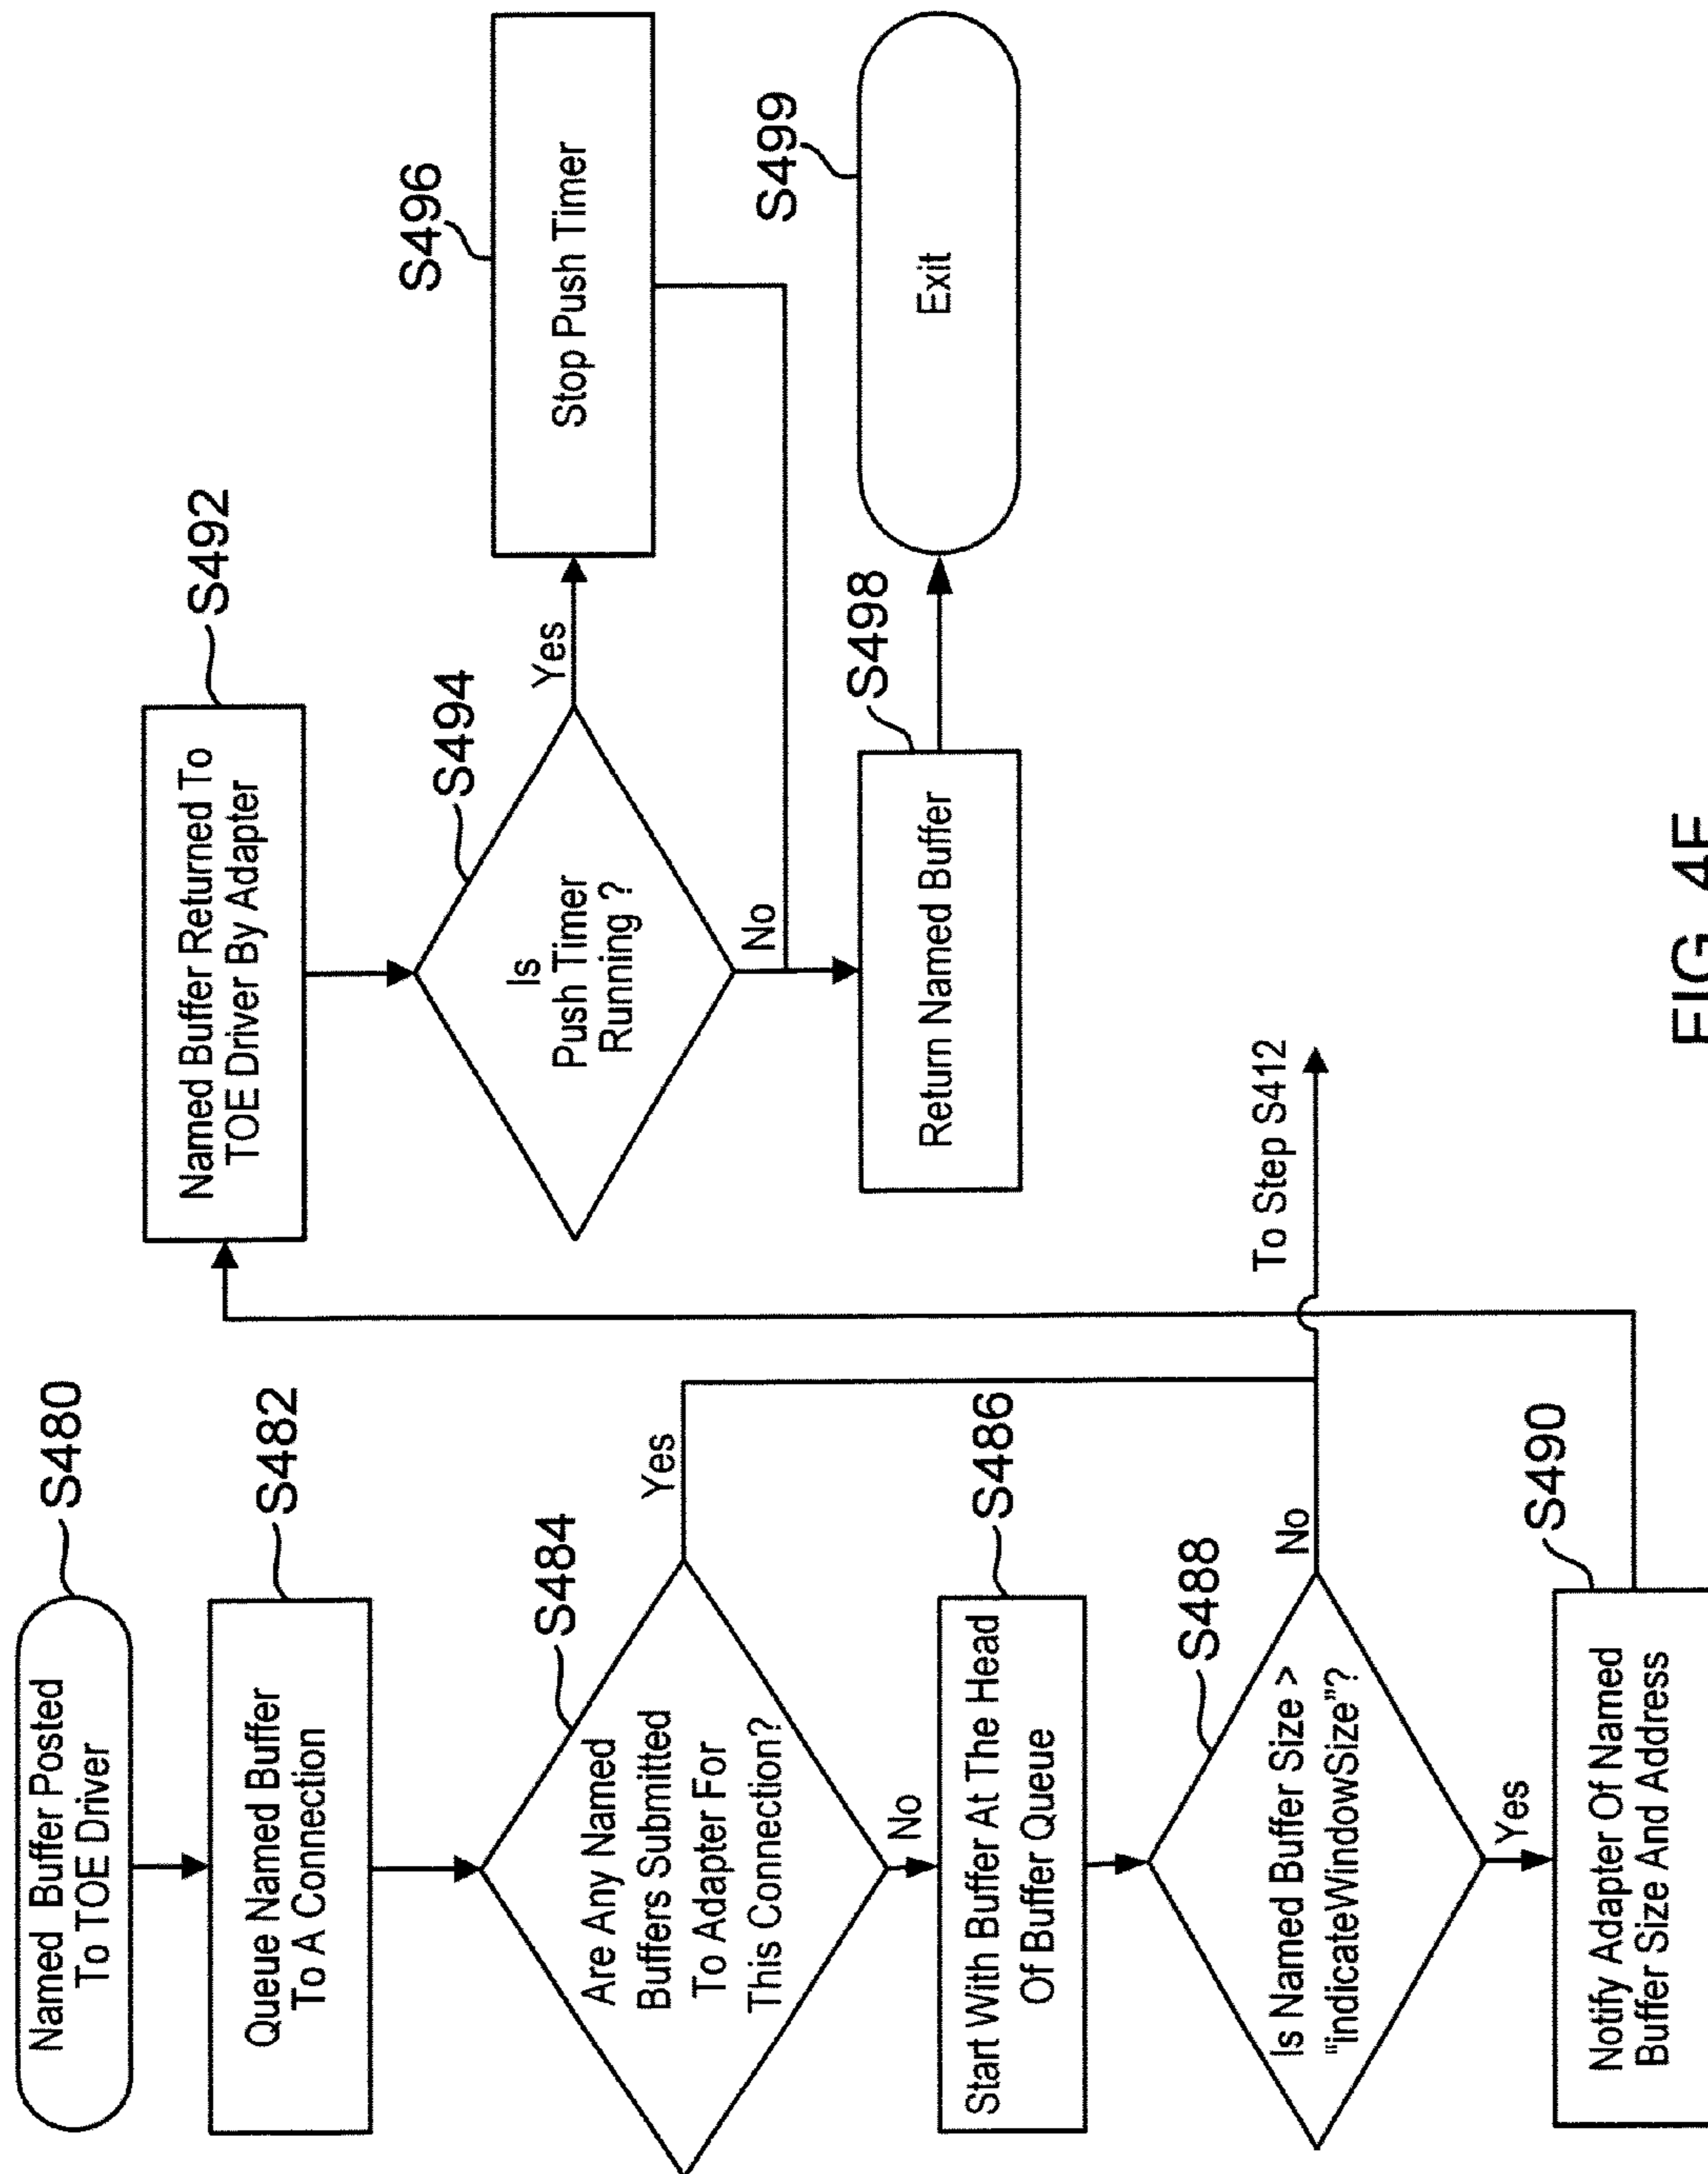 Named Buffer Posted
To TOE Driver
S480
Queue Named Buffer
To A Connection
S482
Are Any Named
Buffers Submitted
To Adapter For
This Connection?
S484
Yes
No
Start With Buffer At The Head
Of Buffer Queue
S486
Is Named Buffer Size >
“IndicateWindowSize”?
S488
No
Yes
Notify Adapter Of Named
Buffer Size And Address
S490
To Step S412
Named Buffer Returned To
TOE Driver By Adapter
S492
Is
Push Timer
Running ?
S494
Yes
No
Stop Push Timer
S496
Return Named Buffer
S498
Exit
S499